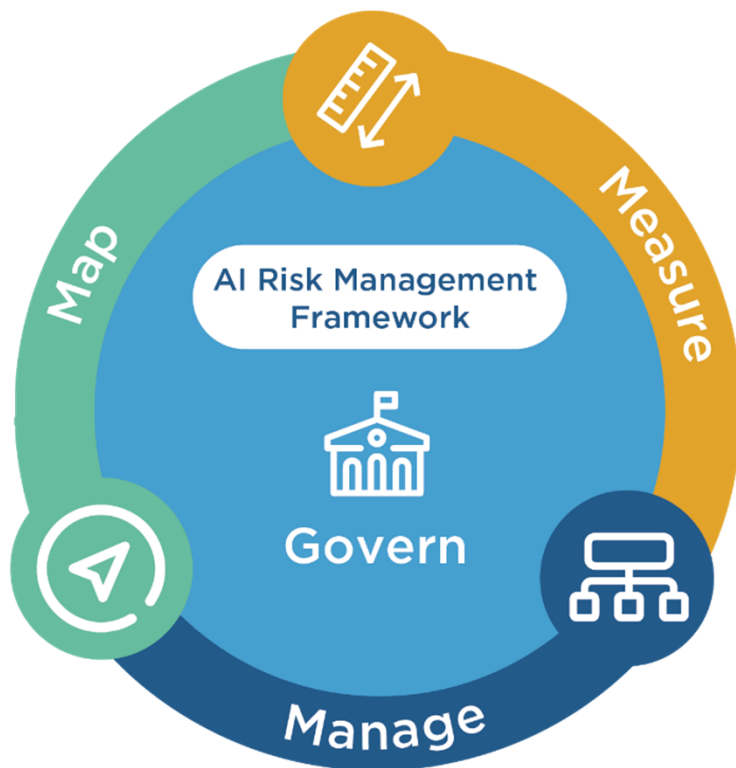 AI Risk Management
Framework
Govern
Map
Measure
Manage